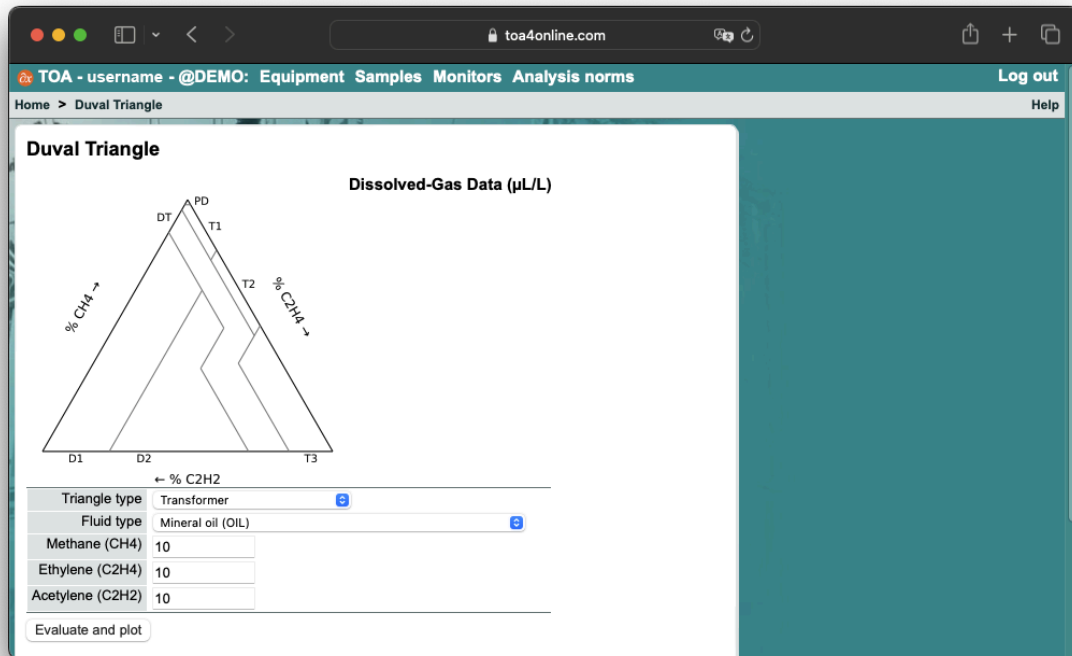 toa4online.com
TOA - username - @DEMO: Equipment Samples Monitors Analysis norms Log out
Home > Duval Triangle Help
Duval Triangle
Dissolved-Gas Data (µL/L)
PD
DT
T1
T2
% CH4 →
% C2H4 →
D1 D2 T3
← % C2H2
Triangle type Transformer
Fluid type Mineral oil (OIL)
Methane (CH4) 10
Ethylene (C2H4) 10
Acetylene (C2H2) 10
Evaluate and plot